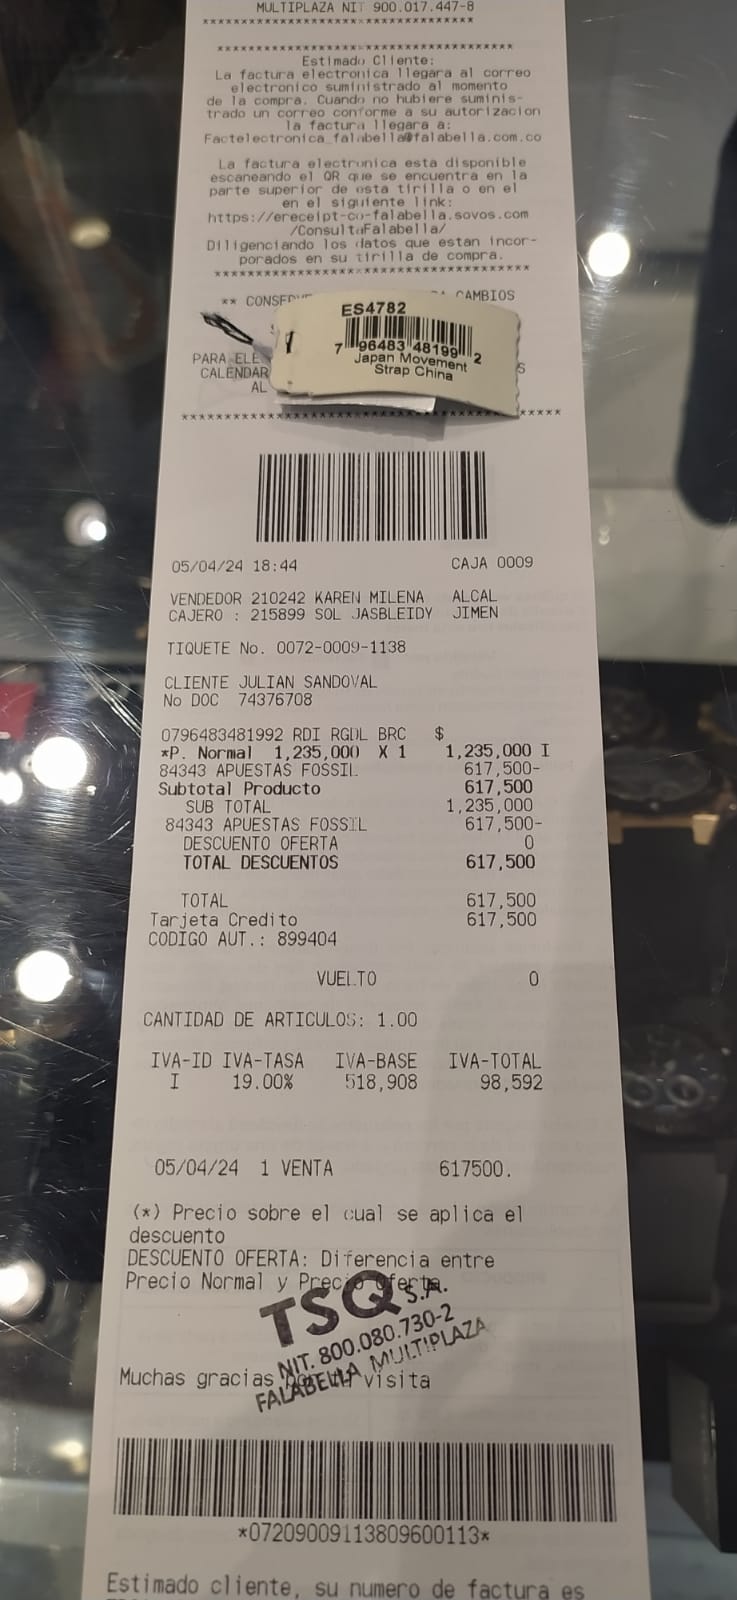 MULTIPLAZA NIT 900.017.447-8
*******************************
**********************************
Estimado Cliente:
La factura electronica llegara al correo
electronico suministrado al momento
de la compra. Cuando no hubiere suminis-
trado un correo conforme a su autorizacion
la factura llegara a:
Factelectronica_falabella@falabella.com.co
La factura electronica esta disponible
escaneando el QR que se encuentra en la
parte superior de esta tirilla o en el
en el siguiente link:
https://ereceipt-co-falabella.sovos.com
/ConsultaFalabella/
Diligenciando los datos que estan incor-
porados en su tirilla de compra.
************************************
** CAMBIOS
ES4782
7 96483 48199 2
Japan Movement
Strap China
PARA ELE
CALENDAR
AL
05/04/24 18:44 CAJA 0009
VENDEDOR 210242 KAREN MILENA ALCAL
CAJERO : 215899 SOL JASBLEIDY JIMEN
TIQUETE No. 0072-0009-1138
CLIENTE JULIAN SANDOVAL
No DOC 74376708
0796483481992 RDI RGDL BRC $
*P. Normal 1,235,000 X 1 1,235,000 I
84343 APUESTAS FOSSIL 617,500-
Subtotal Producto 617,500
SUB TOTAL 1,235,000
84343 APUESTAS FOSSIL 617,500-
DESCUENTO OFERTA 0
TOTAL DESCUENTOS 617,500
TOTAL 617,500
Tarjeta Credito 617,500
CODIGO AUT.: 899404
VUELTO 0
CANTIDAD DE ARTICULOS: 1.00
IVA-ID IVA-TASA IVA-BASE IVA-TOTAL
I 19.00% 518,908 98,592
05/04/24 1 VENTA 617500.
(*) Precio sobre el cual se aplica el
descuento
DESCUENTO OFERTA: Diferencia entre
Precio Normal y Precio Oferta.
TSQ S.A.
NIT. 800.080.730-2
FALABELLA MULTIPLAZA
Muchas gracias por tu visita
*07209009113809600113*
Estimado cliente, su numero de factura es